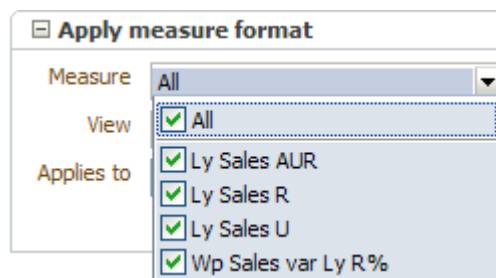 Apply measure format
Measure All
All
View
Ly Sales AUR
Applies to
Ly Sales R
Ly Sales U
Wp Sales var Ly R%